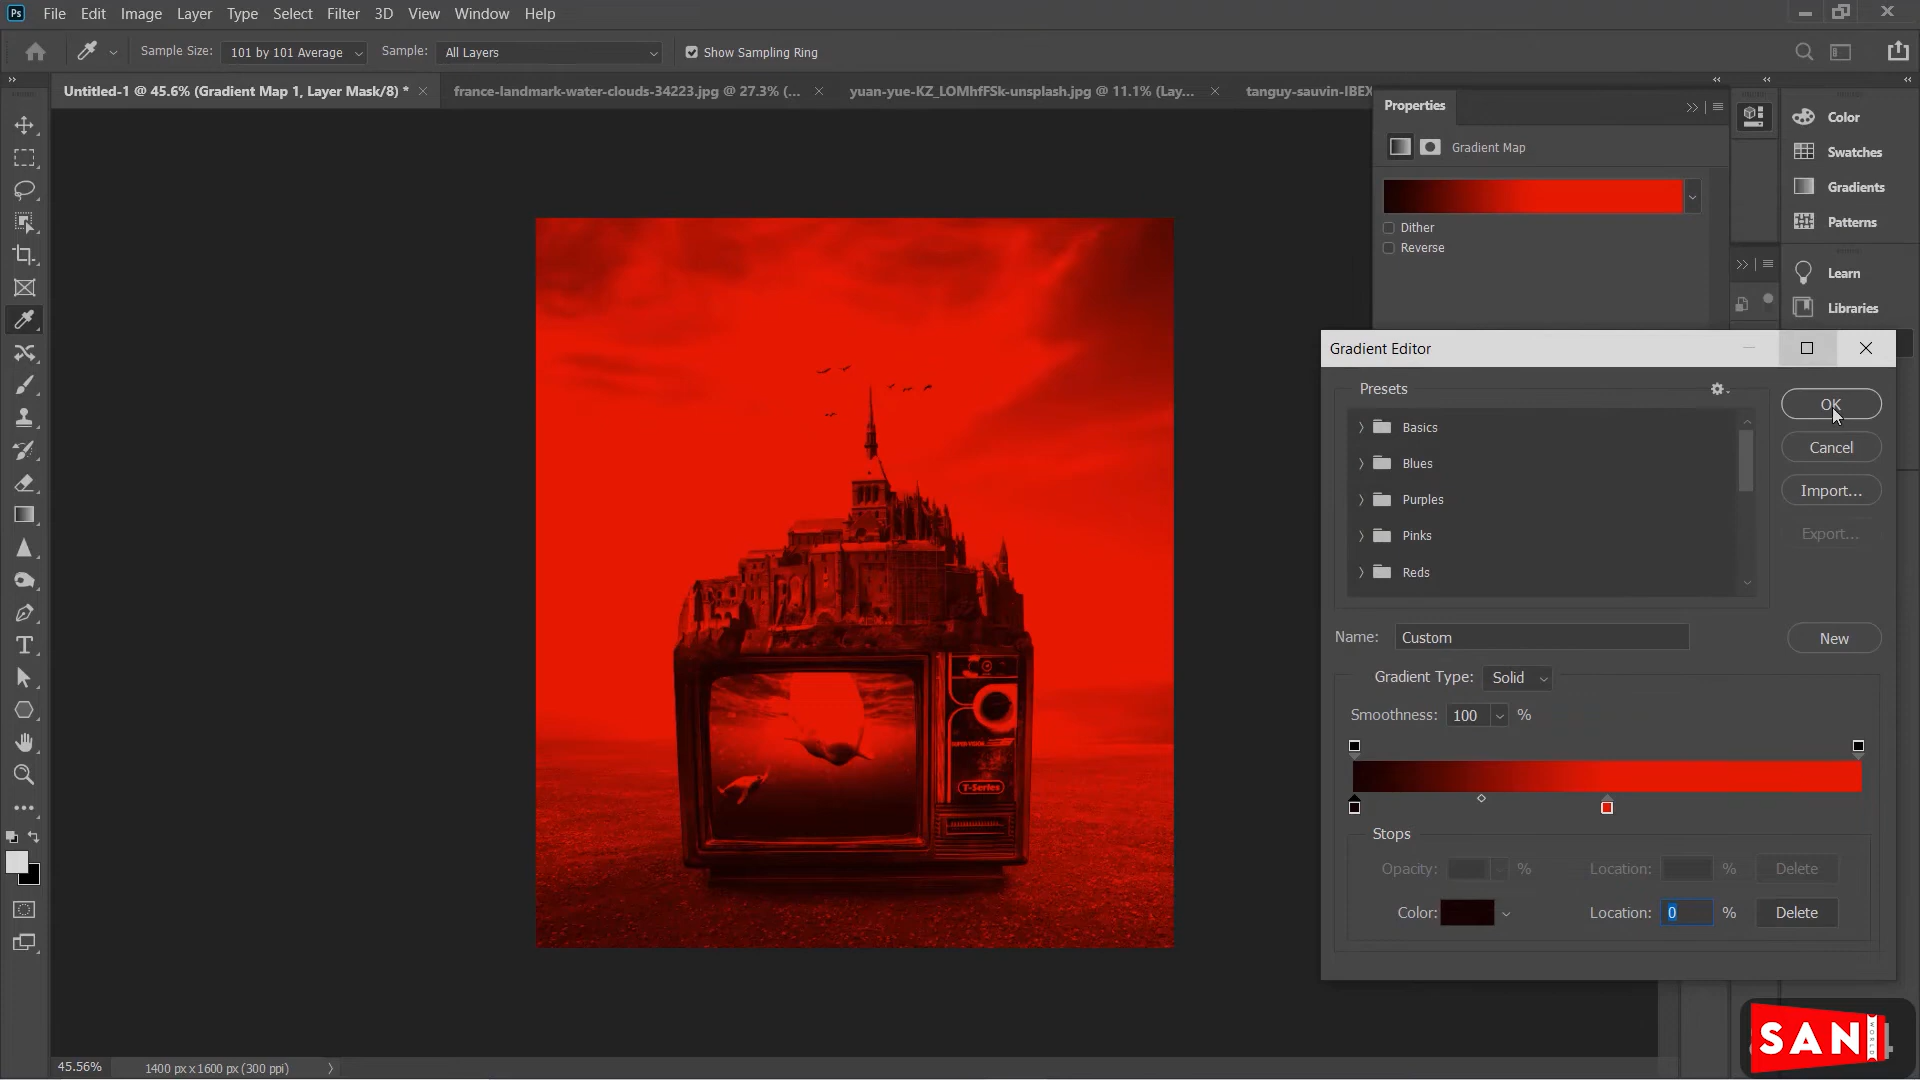 Ps File Edit Image Layer Type Select Filter 3D View Window Help
Sample Size: 101 by 101 Average Sample: All Layers Show Sampling Ring
Untitled-1 @ 45.6% (Gradient Map 1, Layer Mask/8) * france-landmark-water-clouds-34223.jpg @ 27.3% (... yuan-yue-KZ_LOMhfFSk-unsplash.jpg @ 11.1% (Lay... tanguy-sauvin-IBEX
Properties
Gradient Map
Dither
Reverse
Color
Swatches
Gradients
Patterns
Learn
Libraries
Gradient Editor
Presets
Basics
Blues
Purples
Pinks
Reds
OK
Cancel
Import...
Export...
Name: Custom New
Gradient Type: Solid
Smoothness: 100 %
Stops
Opacity: % Location: % Delete
Color: Location: 0 % Delete
T-Series
45.56% 1400 px x 1600 px (300 ppi)
SAN
WORLD